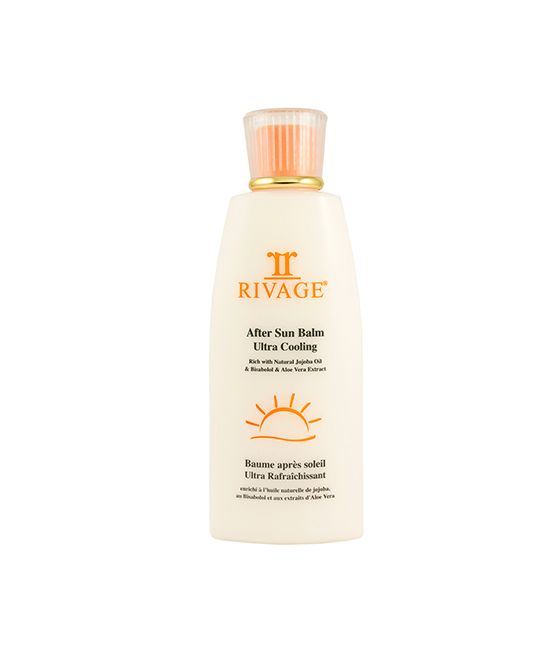 RIVAGE®
After Sun Balm
Ultra Cooling
Rich with Natural Jojoba Oil
& Bisabolol & Aloe Vera Extract
Baume après soleil
Ultra Rafraîchissant
enrichi à l'huile naturelle de jojoba,
au Bisabolol et aux extraits d'Aloe Vera